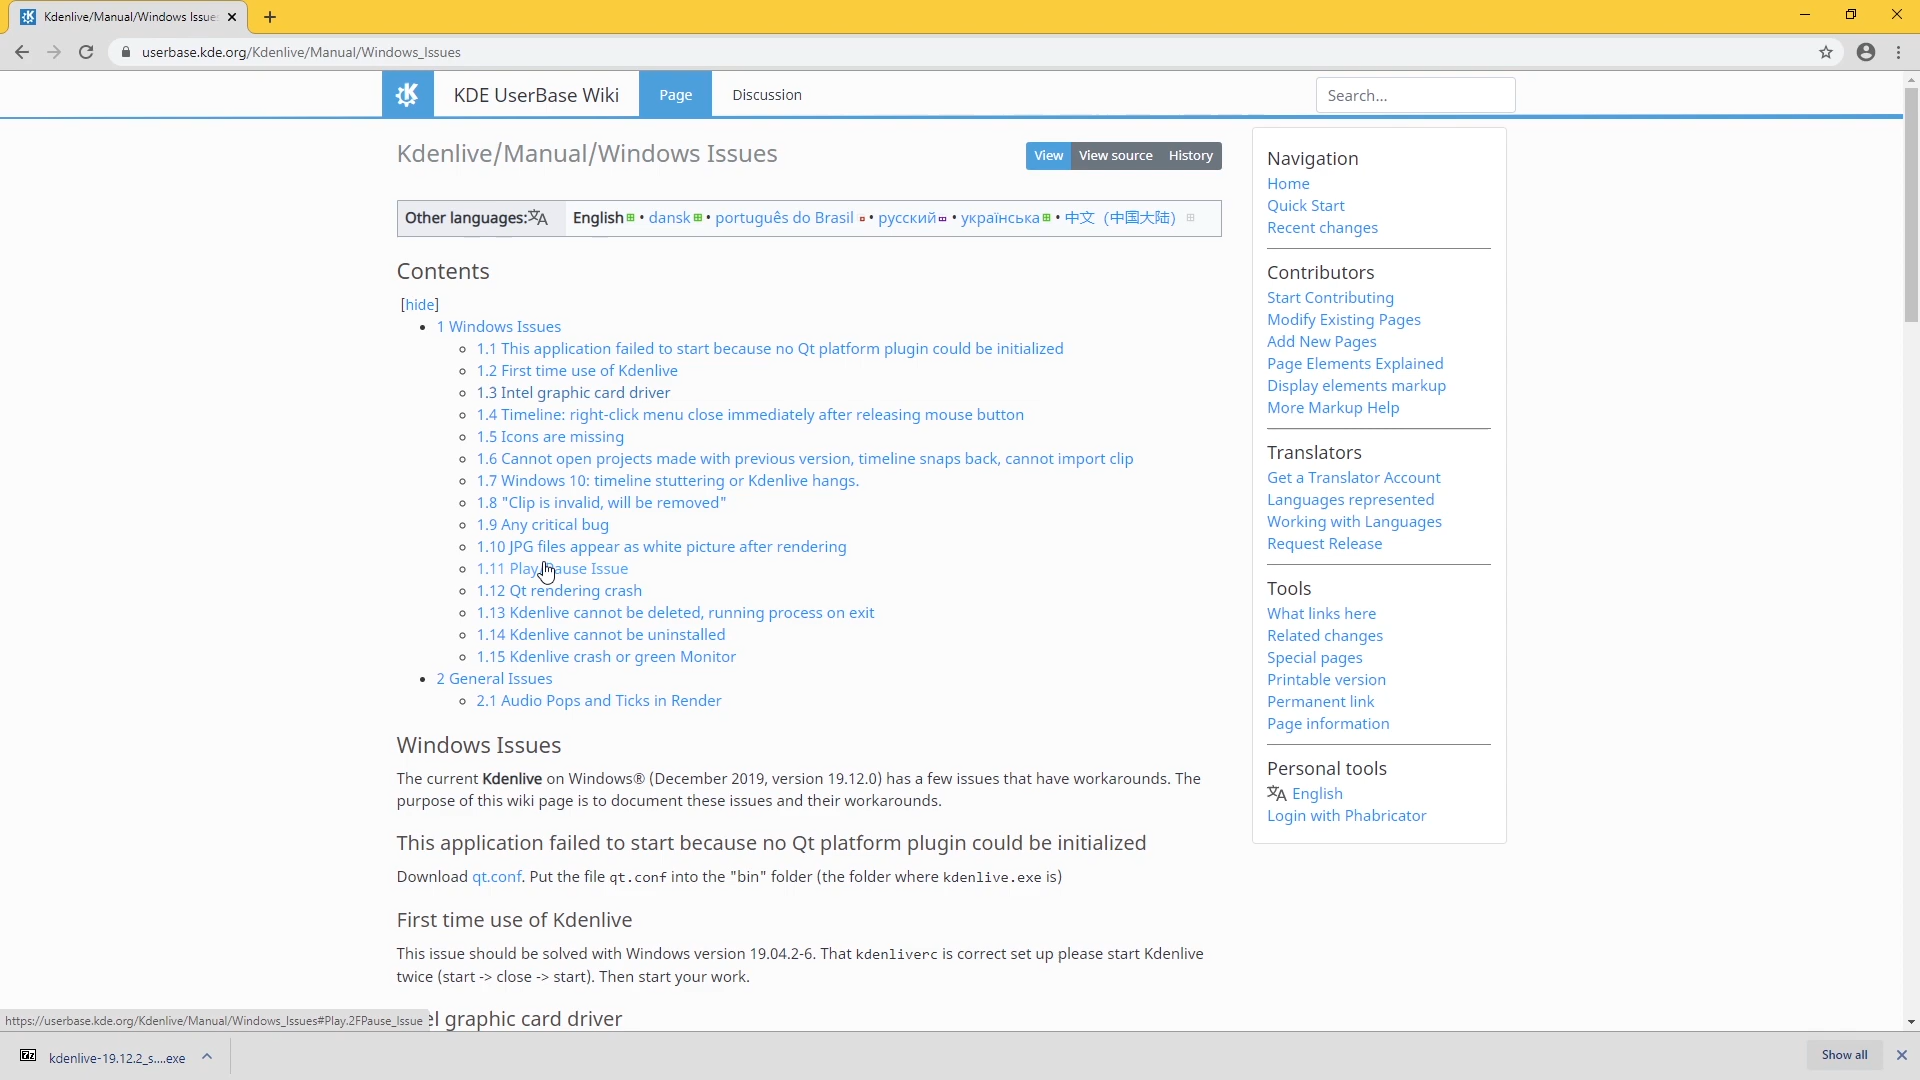 Kdenlive/Manual/Windows Issue
userbase.kde.org/Kdenlive/Manual/Windows_Issues
KDE UserBase Wiki
Page
Discussion
Search...
Kdenlive/Manual/Windows Issues
View
View source
History
Other languages:
English • dansk • português do Brasil • русский • українська • 中文（中国大陆）
Contents
[hide]
1 Windows Issues
1.1 This application failed to start because no Qt platform plugin could be initialized
1.2 First time use of Kdenlive
1.3 Intel graphic card driver
1.4 Timeline: right-click menu close immediately after releasing mouse button
1.5 Icons are missing
1.6 Cannot open projects made with previous version, timeline snaps back, cannot import clip
1.7 Windows 10: timeline stuttering or Kdenlive hangs.
1.8 "Clip is invalid, will be removed"
1.9 Any critical bug
1.10 JPG files appear as white picture after rendering
1.11 Play/Pause Issue
1.12 Qt rendering crash
1.13 Kdenlive cannot be deleted, running process on exit
1.14 Kdenlive cannot be uninstalled
1.15 Kdenlive crash or green Monitor
2 General Issues
2.1 Audio Pops and Ticks in Render
Windows Issues
The current Kdenlive on Windows® (December 2019, version 19.12.0) has a few issues that have workarounds. The
purpose of this wiki page is to document these issues and their workarounds.
This application failed to start because no Qt platform plugin could be initialized
Download qt.conf. Put the file qt.conf into the "bin" folder (the folder where kdenlive.exe is)
First time use of Kdenlive
This issue should be solved with Windows version 19.04.2-6. That kdenliverc is correct set up please start Kdenlive
twice (start -> close -> start). Then start your work.
el graphic card driver
Navigation
Home
Quick Start
Recent changes
Contributors
Start Contributing
Modify Existing Pages
Add New Pages
Page Elements Explained
Display elements markup
More Markup Help
Translators
Get a Translator Account
Languages represented
Working with Languages
Request Release
Tools
What links here
Related changes
Special pages
Printable version
Permanent link
Page information
Personal tools
English
Login with Phabricator
https://userbase.kde.org/Kdenlive/Manual/Windows_Issues#Play.2FPause_Issue
7z
kdenlive-19.12.2_s....exe
Show all